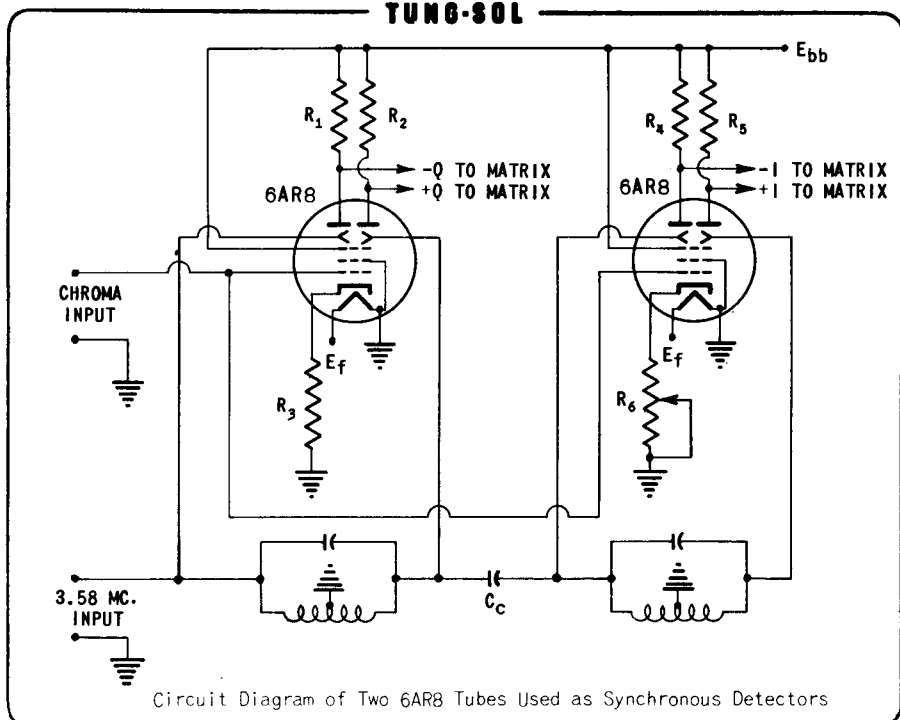 TUNG-SOL
Ebb
R1
R2
R4
R5
-Q TO MATRIX
+Q TO MATRIX
-I TO MATRIX
+I TO MATRIX
6AR8
6AR8
CHROMA
INPUT
Ef
Ef
R3
R6
3.58 MC.
INPUT
Cc
Circuit Diagram of Two 6AR8 Tubes Used as Synchronous Detectors